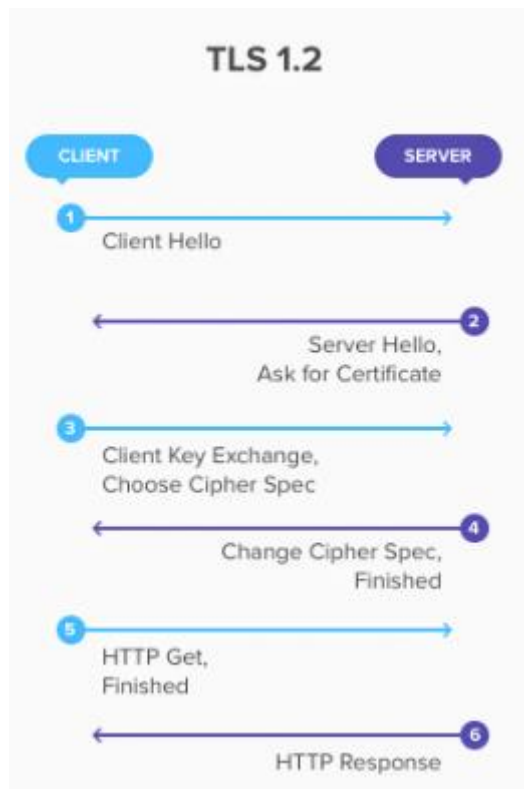 TLS 1.2
CLIENT
SERVER
1
Client Hello
2
Server Hello,
Ask for Certificate
3
Client Key Exchange,
Choose Cipher Spec
4
Change Cipher Spec,
Finished
5
HTTP Get,
Finished
6
HTTP Response